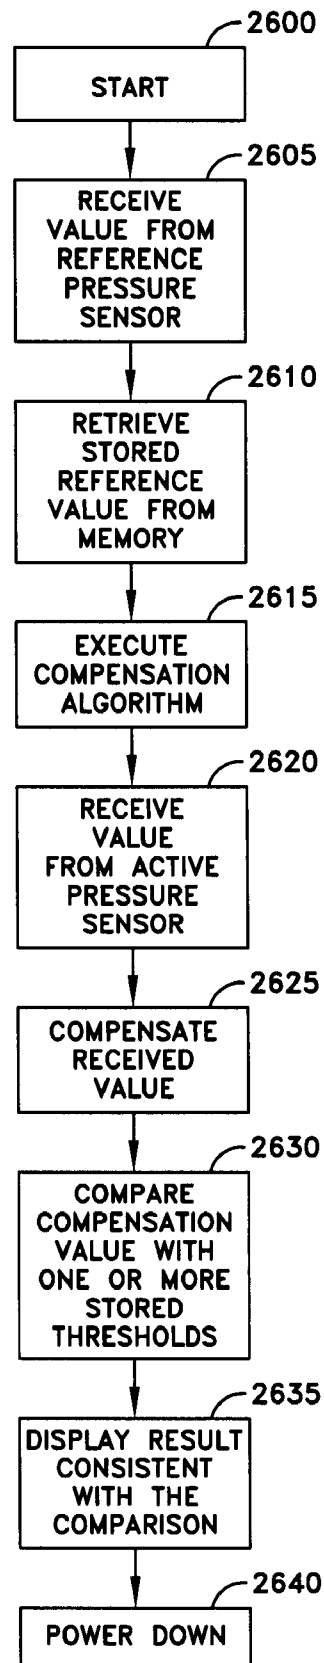 2600
START
2605
RECEIVE
VALUE FROM
REFERENCE
PRESSURE
SENSOR
2610
RETRIEVE
STORED
REFERENCE
VALUE FROM
MEMORY
2615
EXECUTE
COMPENSATION
ALGORITHM
2620
RECEIVE
VALUE
FROM ACTIVE
PRESSURE
SENSOR
2625
COMPENSATE
RECEIVED
VALUE
2630
COMPARE
COMPENSATION
VALUE WITH
ONE OR MORE
STORED
THRESHOLDS
2635
DISPLAY RESULT
CONSISTENT
WITH THE
COMPARISON
2640
POWER DOWN